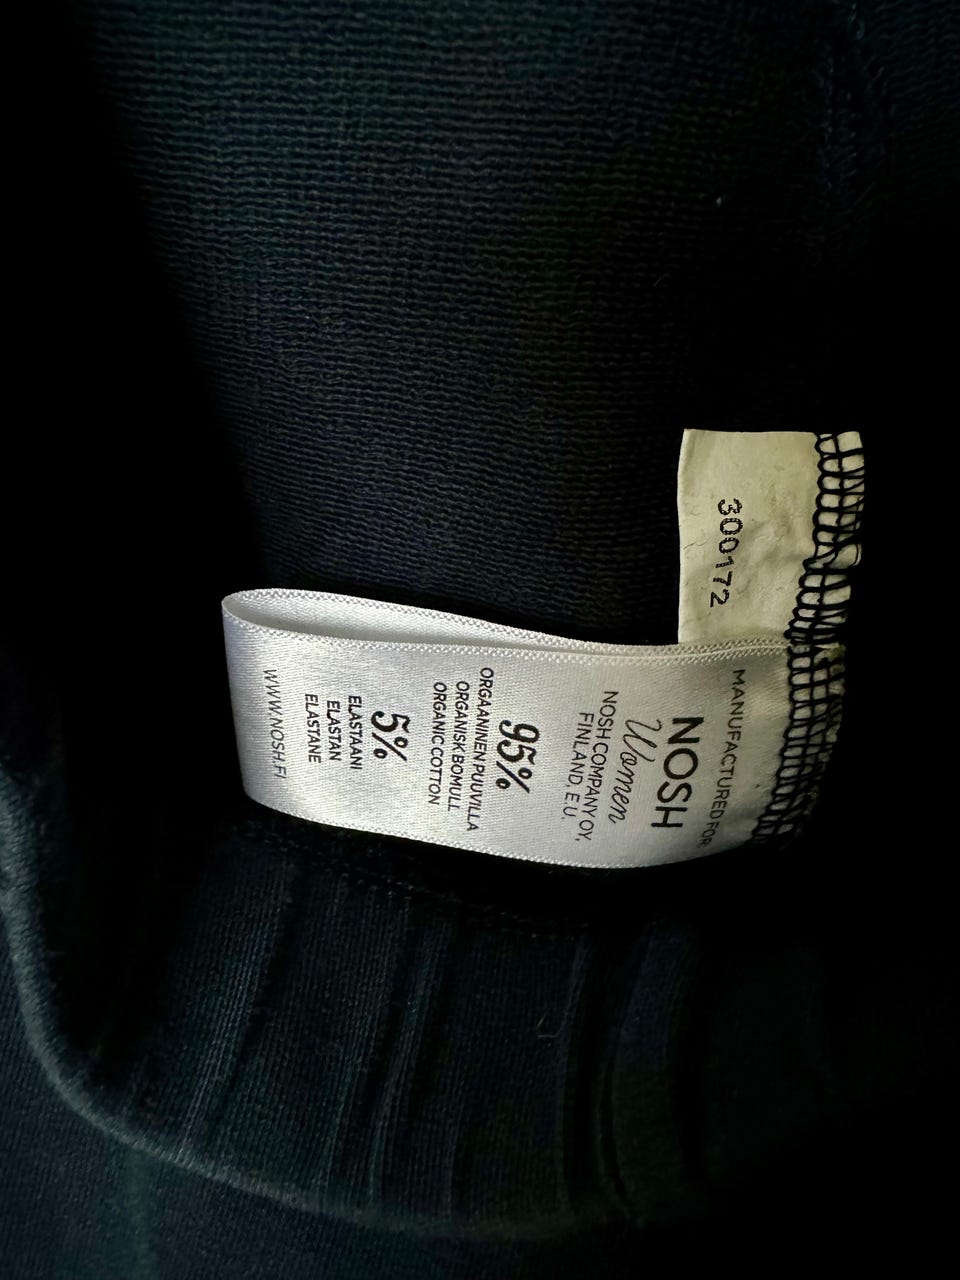 300172
MANUFACTURED FOR
NOSH
Women
NOSH COMPANY OY,
FINLAND, E.U.
95%
ORGAANINEN PUUVILLA
ORGANISK BOMULL
ORGANIC COTTON
5%
ELASTAANI
ELASTAN
ELASTANE
WWW.NOSH.FI